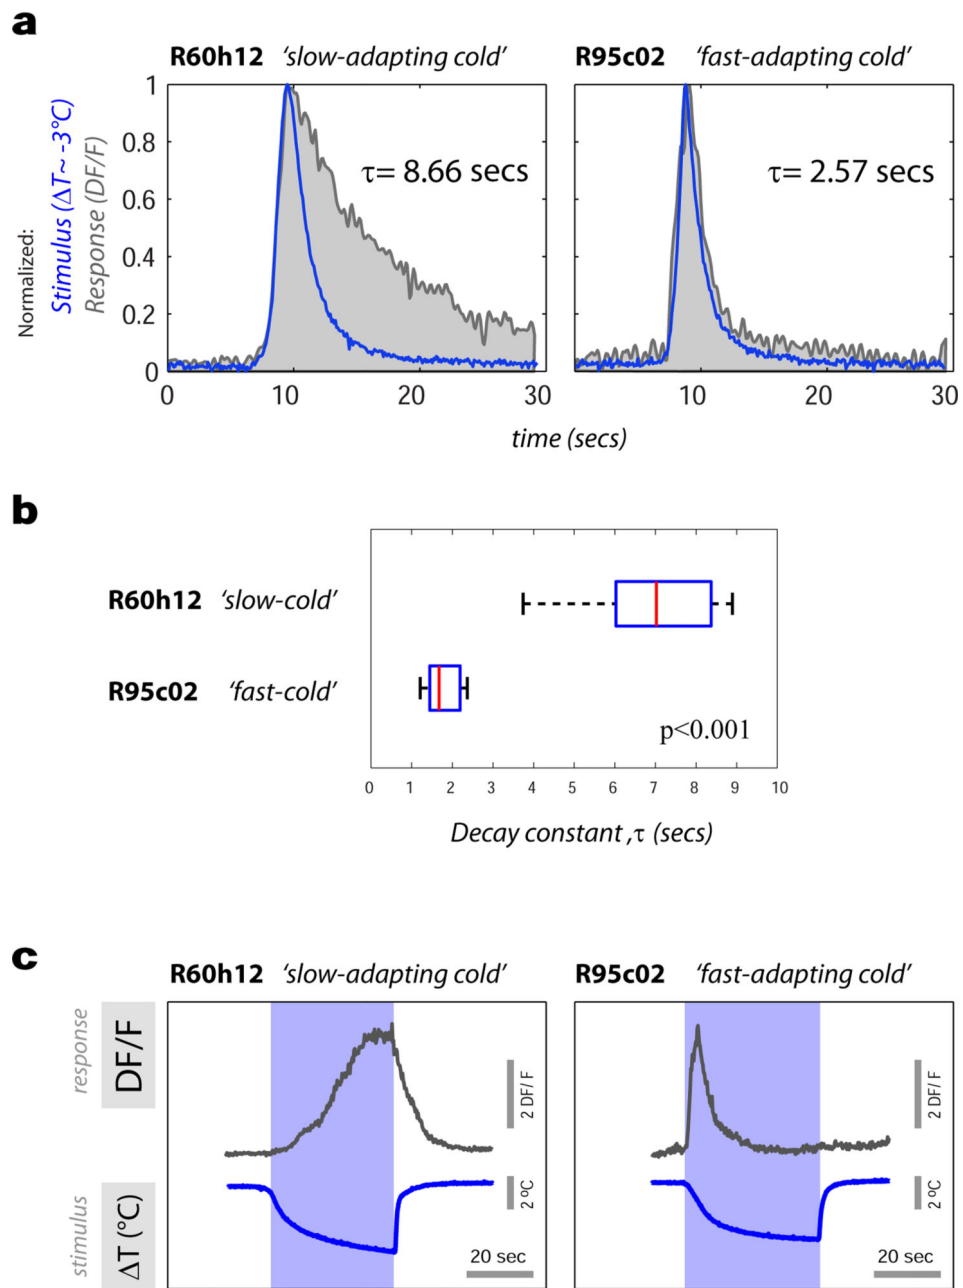 a
R60h12 'slow-adapting cold'
R95c02 'fast-adapting cold'
Normalized:
Stimulus (ΔT~ -3°C)
Response (DF/F)
1
0.8
0.6
0.4
0.2
0
τ= 8.66 secs
τ= 2.57 secs
0 10 20 30
10 20 30
time (secs)
b
R60h12 'slow-cold'
R95c02 'fast-cold'
p<0.001
0 1 2 3 4 5 6 7 8 9 10
Decay constant ,τ (secs)
c
R60h12 'slow-adapting cold'
R95c02 'fast-adapting cold'
response
DF/F
2 DF/ F
2 DF/ F
stimulus
ΔT (°C)
2 ºC
2 ºC
20 sec
20 sec